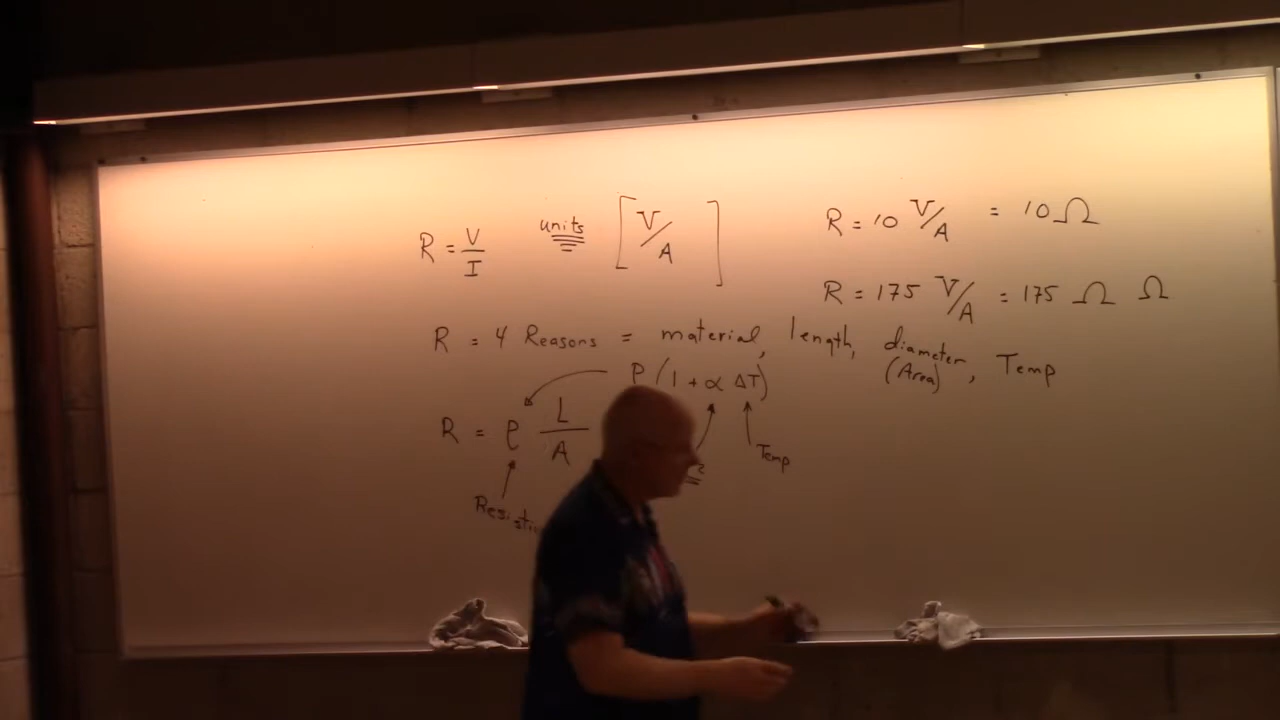 R = V/I units [V/A] R = 10 V/A = 10 Ω
R = 175 V/A = 175 Ω Ω
R = 4 Reasons = material, length, diameter, Temp
(Area)
ρ (1 + α ΔT)
R = ρ L/A
Temp